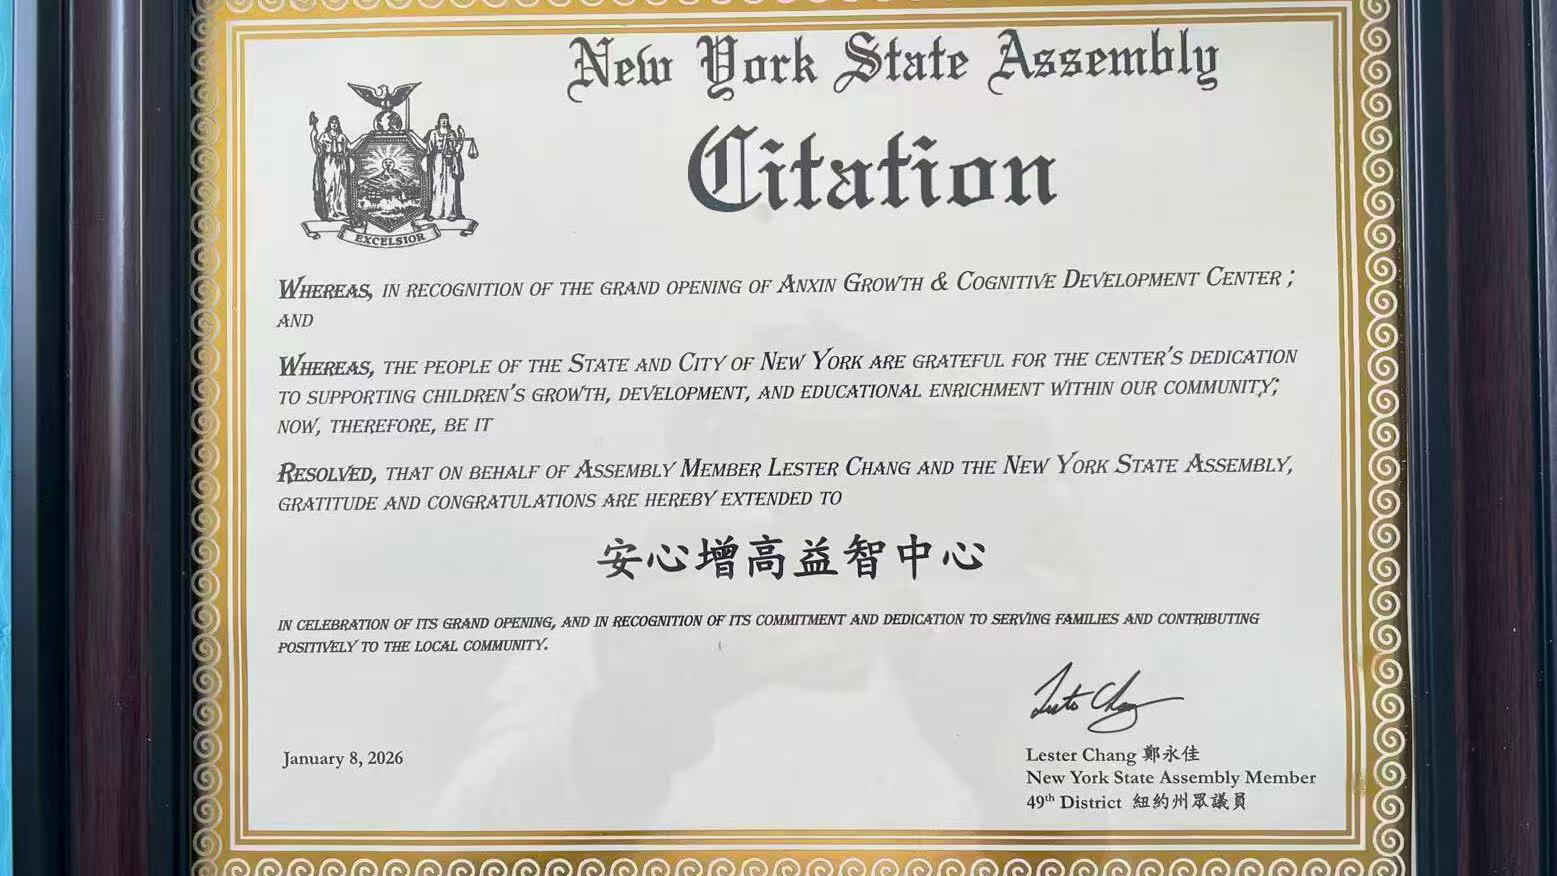 New York State Assembly
Citation
EXCELSIOR
WHEREAS, IN RECOGNITION OF THE GRAND OPENING OF ANXIN GROWTH & COGNITIVE DEVELOPMENT CENTER ;
AND
WHEREAS, THE PEOPLE OF THE STATE AND CITY OF NEW YORK ARE GRATEFUL FOR THE CENTER'S DEDICATION
TO SUPPORTING CHILDREN'S GROWTH, DEVELOPMENT, AND EDUCATIONAL ENRICHMENT WITHIN OUR COMMUNITY;
NOW, THEREFORE, BE IT
RESOLVED, THAT ON BEHALF OF ASSEMBLY MEMBER LESTER CHANG AND THE NEW YORK STATE ASSEMBLY,
GRATITUDE AND CONGRATULATIONS ARE HEREBY EXTENDED TO
安心增高益智中心
IN CELEBRATION OF ITS GRAND OPENING, AND IN RECOGNITION OF ITS COMMITMENT AND DEDICATION TO SERVING FAMILIES AND CONTRIBUTING
POSITIVELY TO THE LOCAL COMMUNITY.
Lester Chang
January 8, 2026
Lester Chang 鄭永佳
New York State Assembly Member
49th District 紐約州眾議員